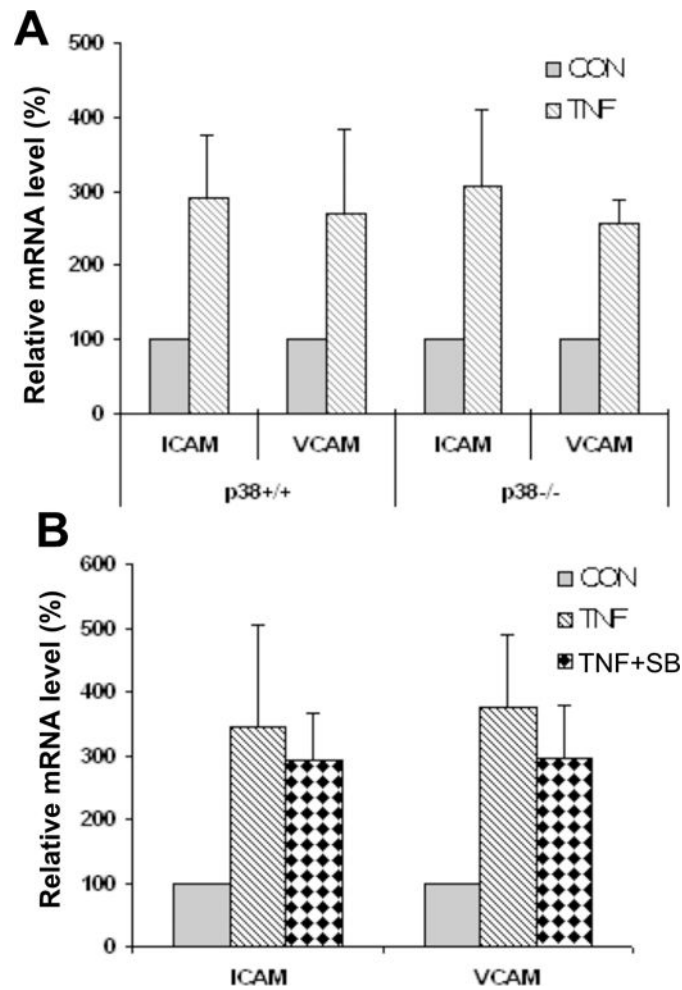 A
Relative mRNA level (%)
500
400
300
200
100
0
CON
TNF
ICAM VCAM ICAM VCAM
p38+/+ p38-/-
B
Relative mRNA level (%)
600
500
400
300
200
100
0
CON
TNF
TNF+SB
ICAM VCAM